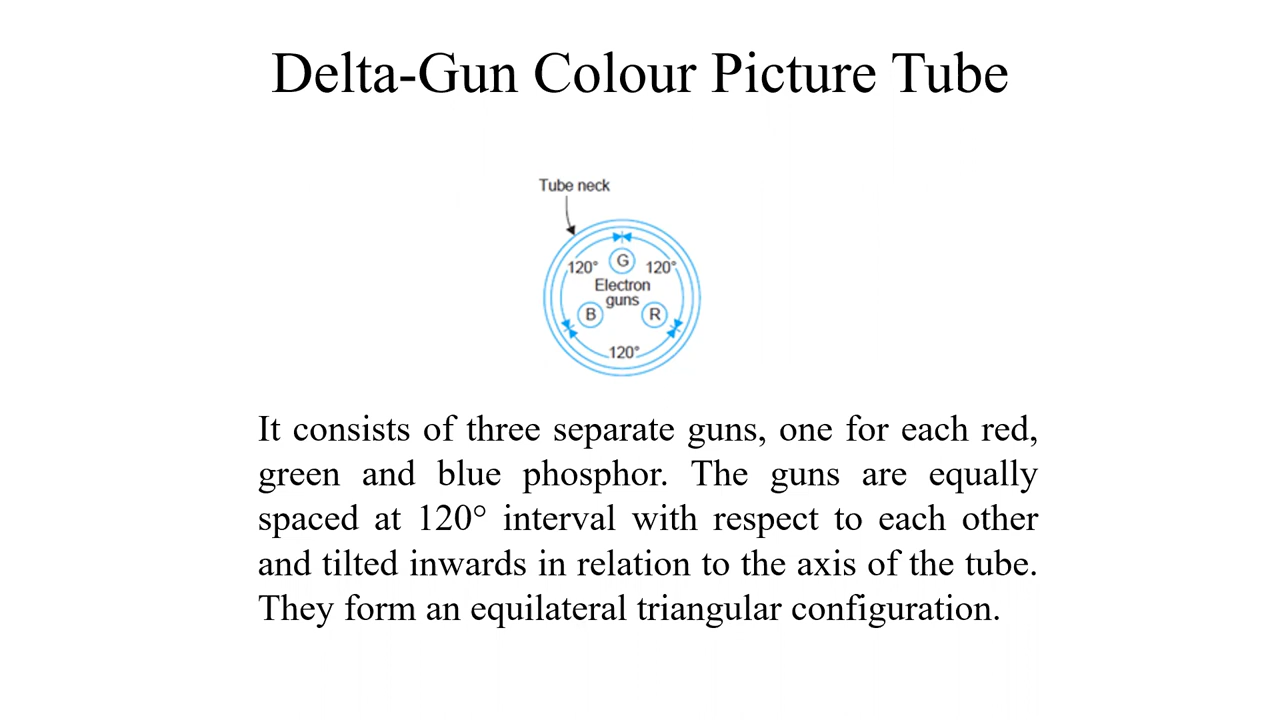 Delta-Gun Colour Picture Tube
Tube neck
G
120° 120°
Electron
guns
B R
120°
It consists of three separate guns, one for each red,
green and blue phosphor. The guns are equally
spaced at 120° interval with respect to each other
and tilted inwards in relation to the axis of the tube.
They form an equilateral triangular configuration.